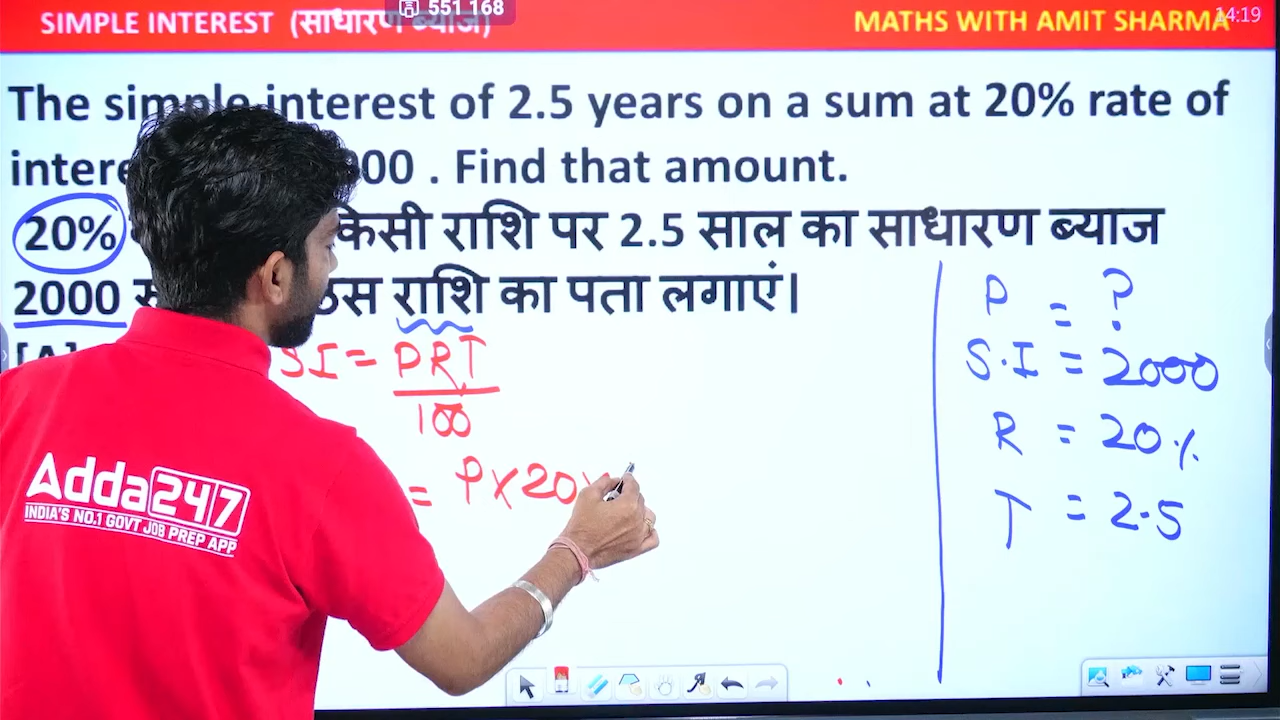 551 168
SIMPLE INTEREST (साधारण ब्याज)
MATHS WITH AMIT SHARMA
14:19
The simple interest of 2.5 years on a sum at 20% rate of
. Find that amount.
20% किसी राशि पर 2.5 साल का साधारण ब्याज
2000 राशि का पता लगाएं।
[A]
SI = PRT
100
= P×20×
P = ?
S.I = 2000
R = 20%
T = 2.5
Adda247
INDIA'S NO.1 GOVT JOB PREP APP